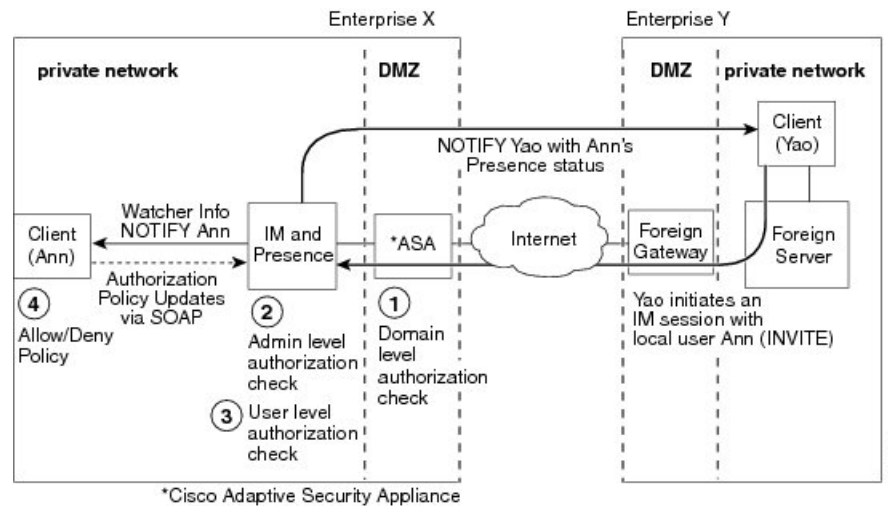 Enterprise X
Enterprise Y
private network
DMZ
DMZ
private network
Client
(Yao)
NOTIFY Yao with Ann's
Presence status
Watcher Info
NOTIFY Ann
Client
(Ann)
IM and
Presence
*ASA
Internet
Foreign
Gateway
Foreign
Server
Authorization
Policy Updates
via SOAP
4
Allow/Deny
Policy
2
Admin level
authorization
check
3
User level
authorization
check
1
Domain
level
authorization
check
Yao initiates an
IM session with
local user Ann (INVITE)
*Cisco Adaptive Security Appliance